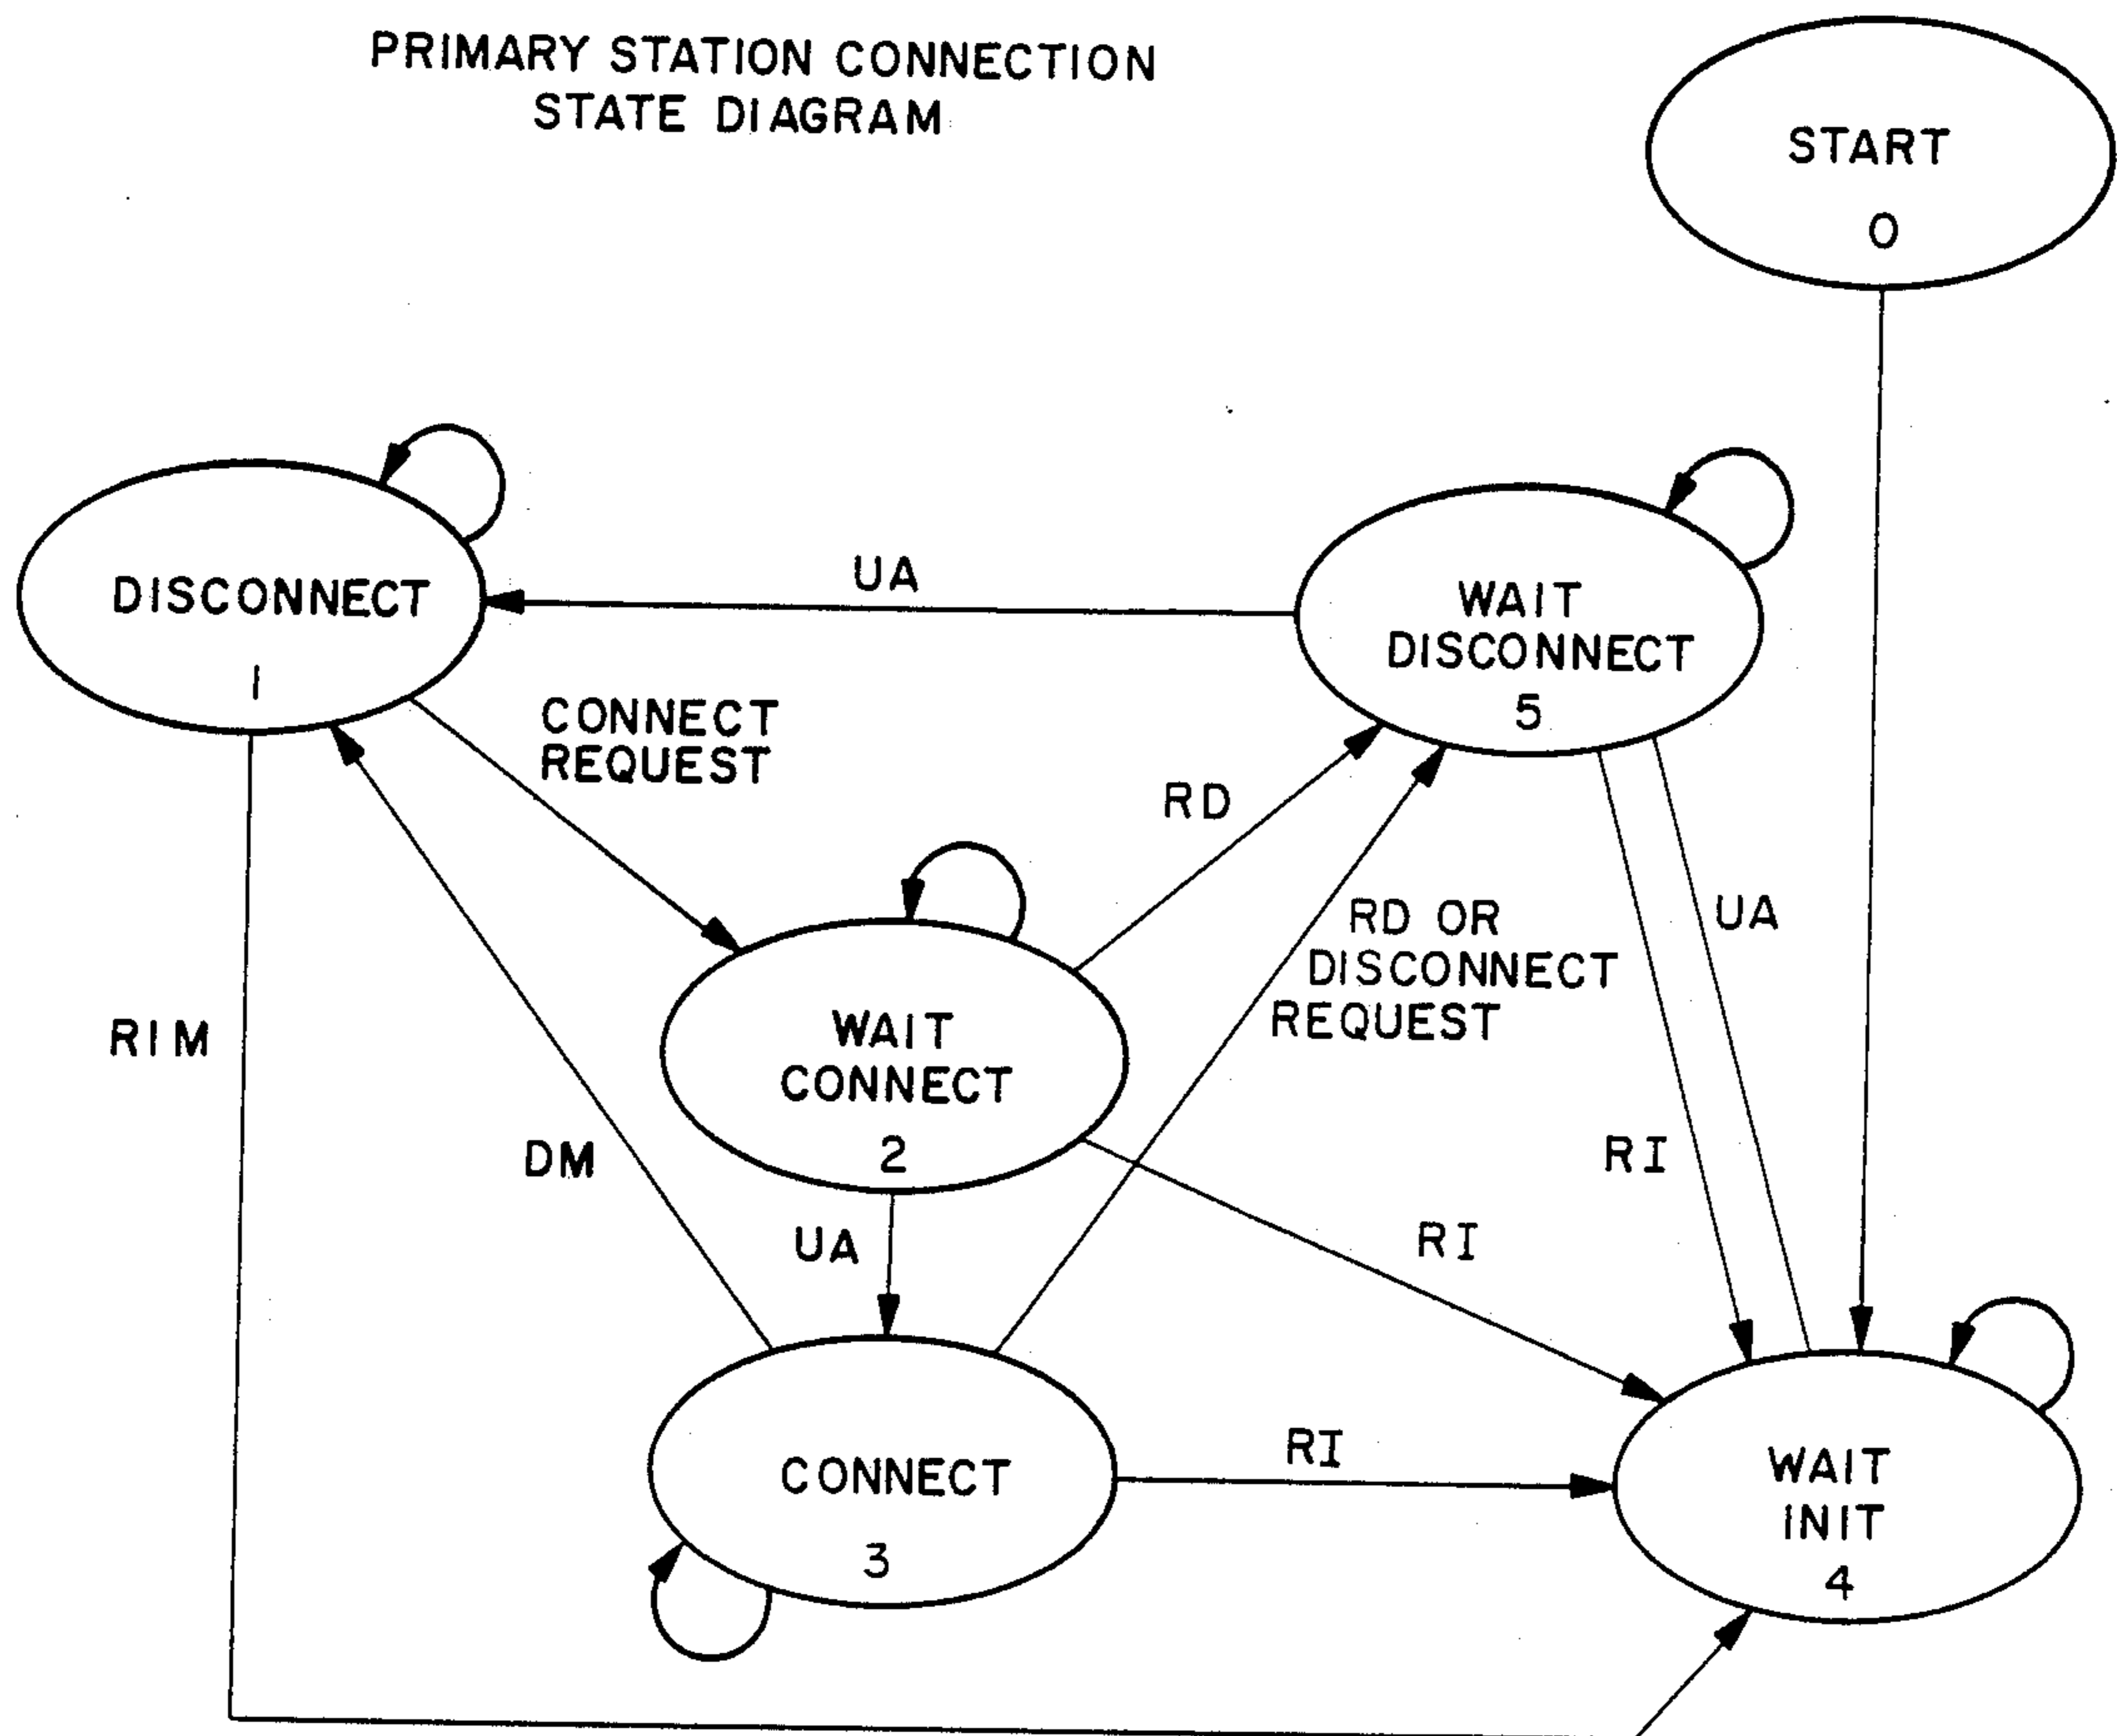 PRIMARY STATION CONNECTION
STATE DIAGRAM
START
0
DISCONNECT
1
UA
WAIT
DISCONNECT
5
CONNECT
REQUEST
RD
RD OR
DISCONNECT
REQUEST
UA
RIM
WAIT
CONNECT
2
DM
RI
UA
RI
CONNECT
3
RI
WAIT
INIT
4